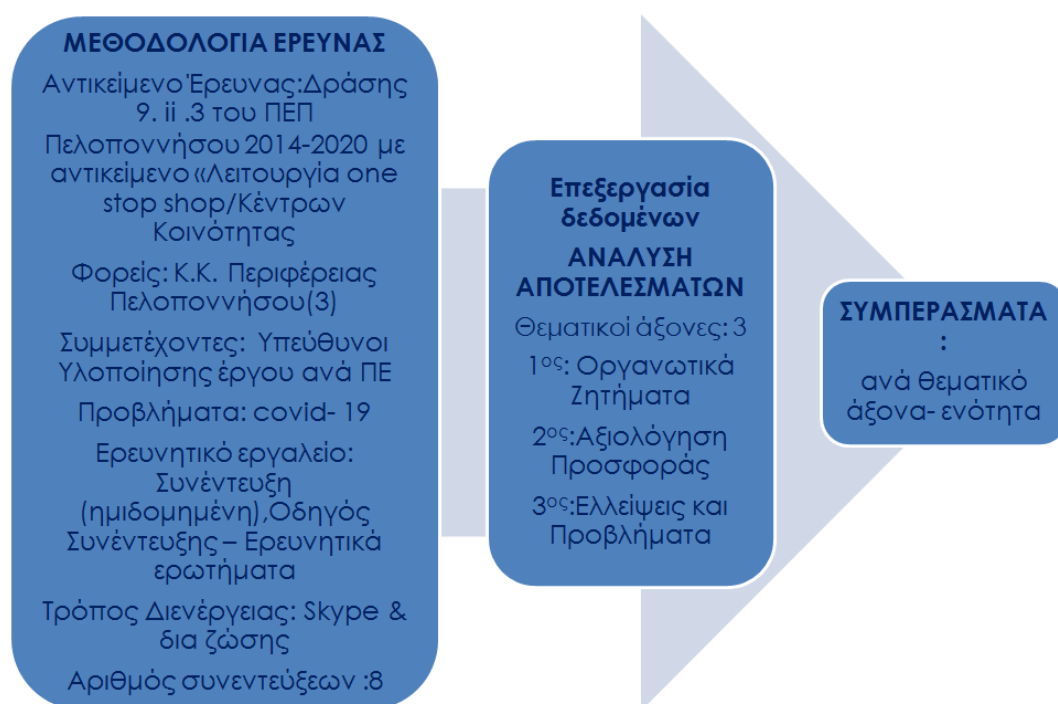 ΜΕΘΟΔΟΛΟΓΙΑ ΕΡΕΥΝΑΣ
Αντικείμενο Έρευνας:Δράσης
9. ii .3 του ΠΕΠ
Πελοποννήσου 2014-2020 με
αντικείμενο «Λειτουργία one
stop shop/Κέντρων
Κοινότητας
Φορείς: Κ.Κ. Περιφέρειας
Πελοποννήσου(3)
Συμμετέχοντες: Υπεύθυνοι
Υλοποίησης έργου ανά ΠΕ
Προβλήματα: covid- 19
Ερευνητικό εργαλείο:
Συνέντευξη
(ημιδομημένη),Οδηγός
Συνέντευξης – Ερευνητικά
ερωτήματα
Τρόπος Διενέργειας: Skype &
δια ζώσης
Αριθμός συνεντεύξεων :8
Επεξεργασία
δεδομένων
ΑΝΑΛΥΣΗ
ΑΠΟΤΕΛΕΣΜΑΤΩΝ
Θεματικοί άξονες: 3
1ος: Οργανωτικά
Ζητήματα
2ος:Αξιολόγηση
Προσφοράς
3ος:Ελλείψεις και
Προβλήματα
ΣΥΜΠΕΡΑΣΜΑΤΑ
:
ανά θεματικό
άξονα- ενότητα